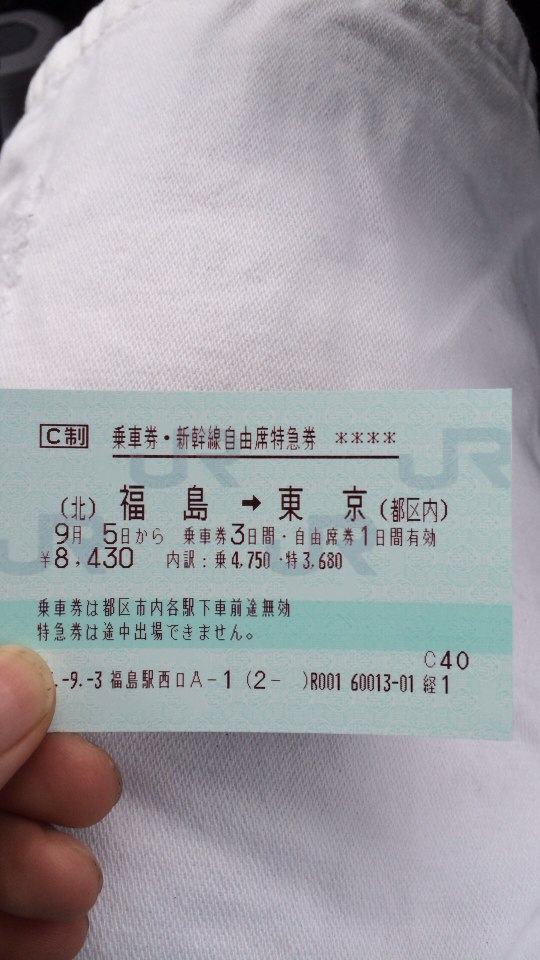 C制 乗車券・新幹線自由席特急券 ****
(北) 福島 → 東京 (都区内)
9月 5日から 乗車券3日間・自由席券1日間有効
¥8,430 内訳:乗4,750・特3,680
乗車券は都区市内各駅下車前途無効
特急券は途中出場できません。
C40
.-9.-3 福島駅西口A-1 (2- )R001 60013-01 経1
JR JR
JR JR